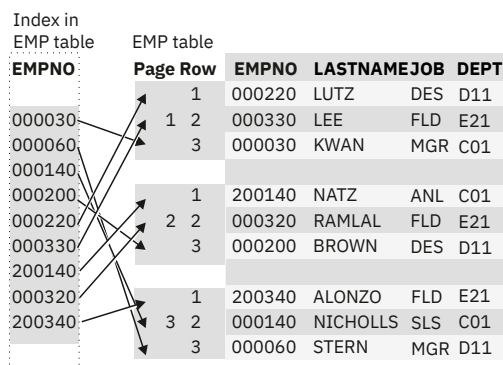 Index in
EMP table EMP table
EMPNO Page Row EMPNO LASTNAME JOB DEPT
1 000220 LUTZ DES D11
000030 1 2 000330 LEE FLD E21
000060 3 000030 KWAN MGR C01
000140
000200 1 200140 NATZ ANL C01
000220 2 2 000320 RAMLAL FLD E21
000330 3 000200 BROWN DES D11
200140
000320 1 200340 ALONZO FLD E21
200340 3 2 000140 NICHOLLS SLS C01
3 000060 STERN MGR D11